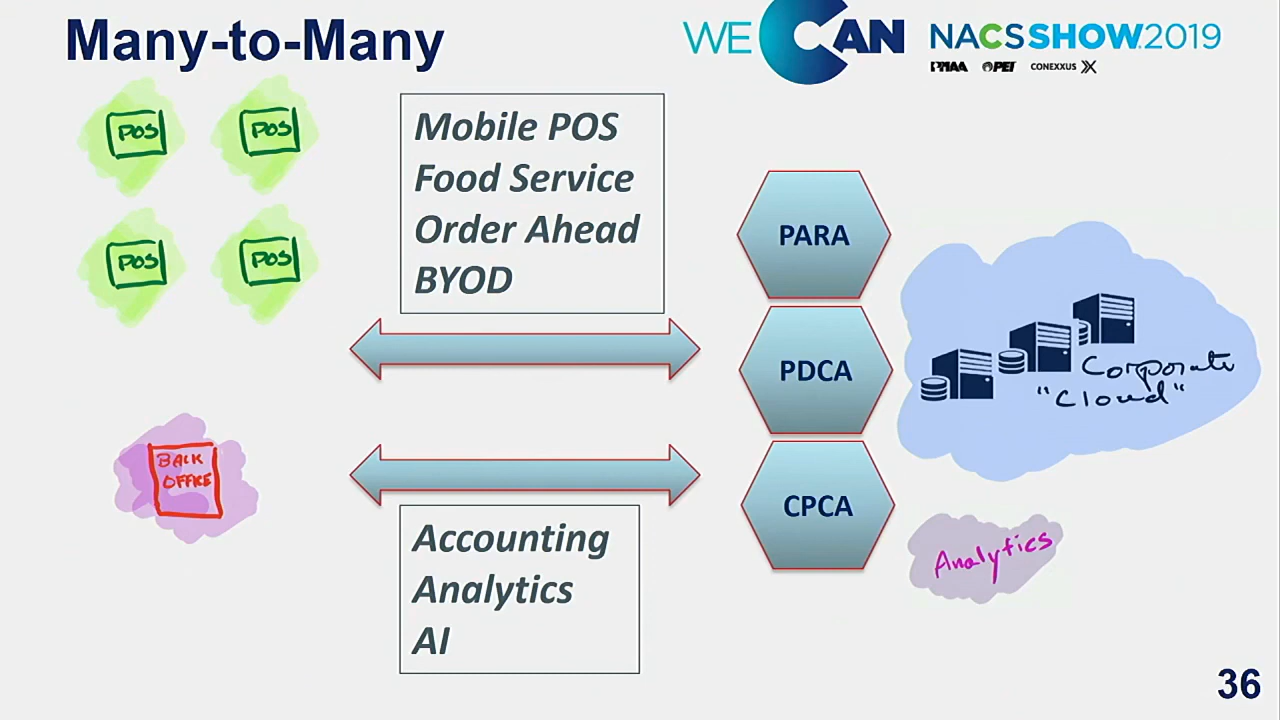 Many-to-Many
WE CAN
NACS SHOW 2019
PMAA PEI CONEXXUS
POS POS
POS POS
Mobile POS
Food Service
Order Ahead
BYOD
PARA
PDCA
CPCA
Corporate
"Cloud"
BACK
OFFICE
Accounting
Analytics
AI
Analytics
36